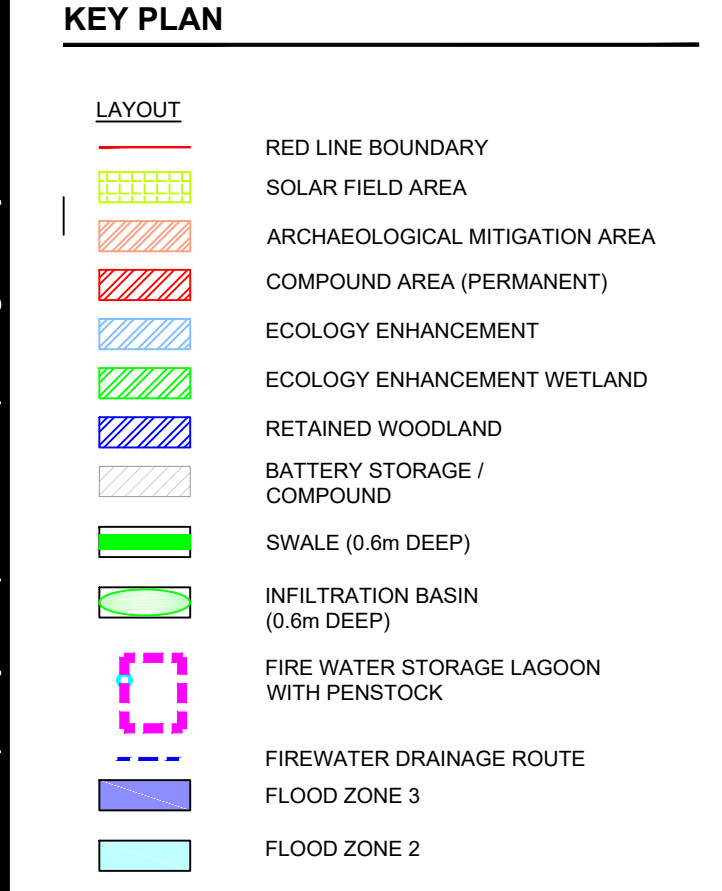 KEY PLAN
LAYOUT
RED LINE BOUNDARY
SOLAR FIELD AREA
ARCHAEOLOGICAL MITIGATION AREA
COMPOUND AREA (PERMANENT)
ECOLOGY ENHANCEMENT
ECOLOGY ENHANCEMENT WETLAND
RETAINED WOODLAND
BATTERY STORAGE /
COMPOUND
SWALE (0.6m DEEP)
INFILTRATION BASIN
(0.6m DEEP)
FIRE WATER STORAGE LAGOON
WITH PENSTOCK
FIREWATER DRAINAGE ROUTE
FLOOD ZONE 3
FLOOD ZONE 2